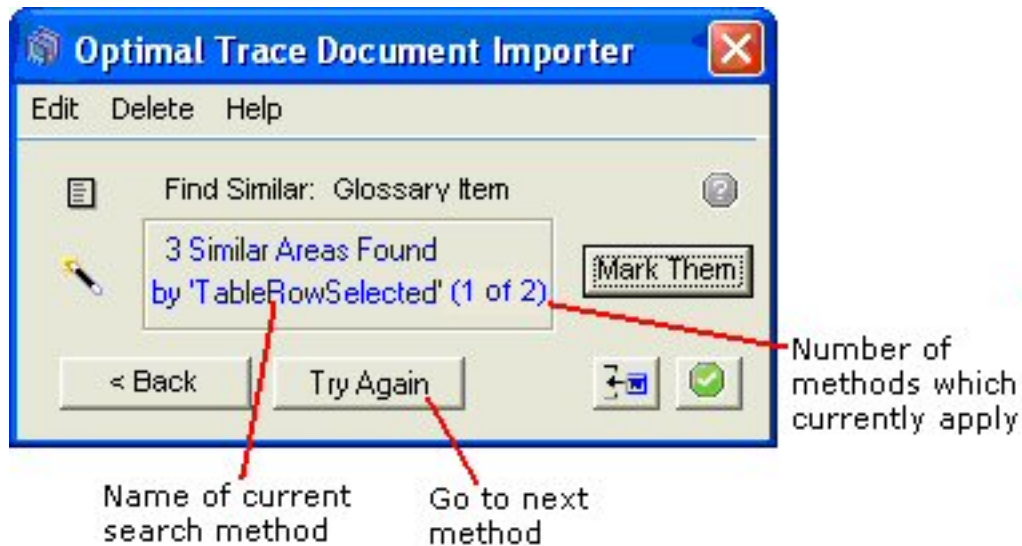 Optimal Trace Document Importer
Edit Delete Help
Find Similar: Glossary Item
3 Similar Areas Found
by 'TableRowSelected' (1 of 2)
Mark Them
< Back
Try Again
Number of
methods which
currently apply
Name of current
search method
Go to next
method